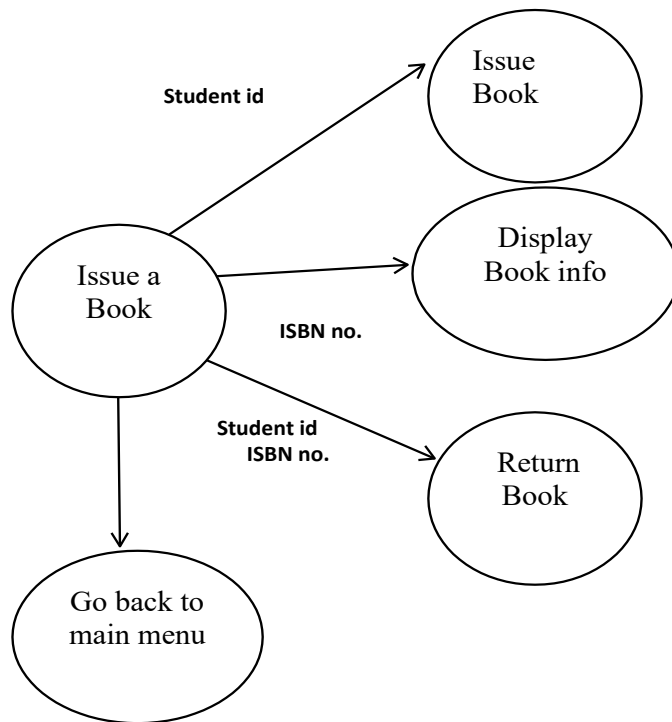 Issue
Book
Student id
Display
Book info
Issue a
Book
ISBN no.
Student id
ISBN no.
Return
Book
Go back to
main menu